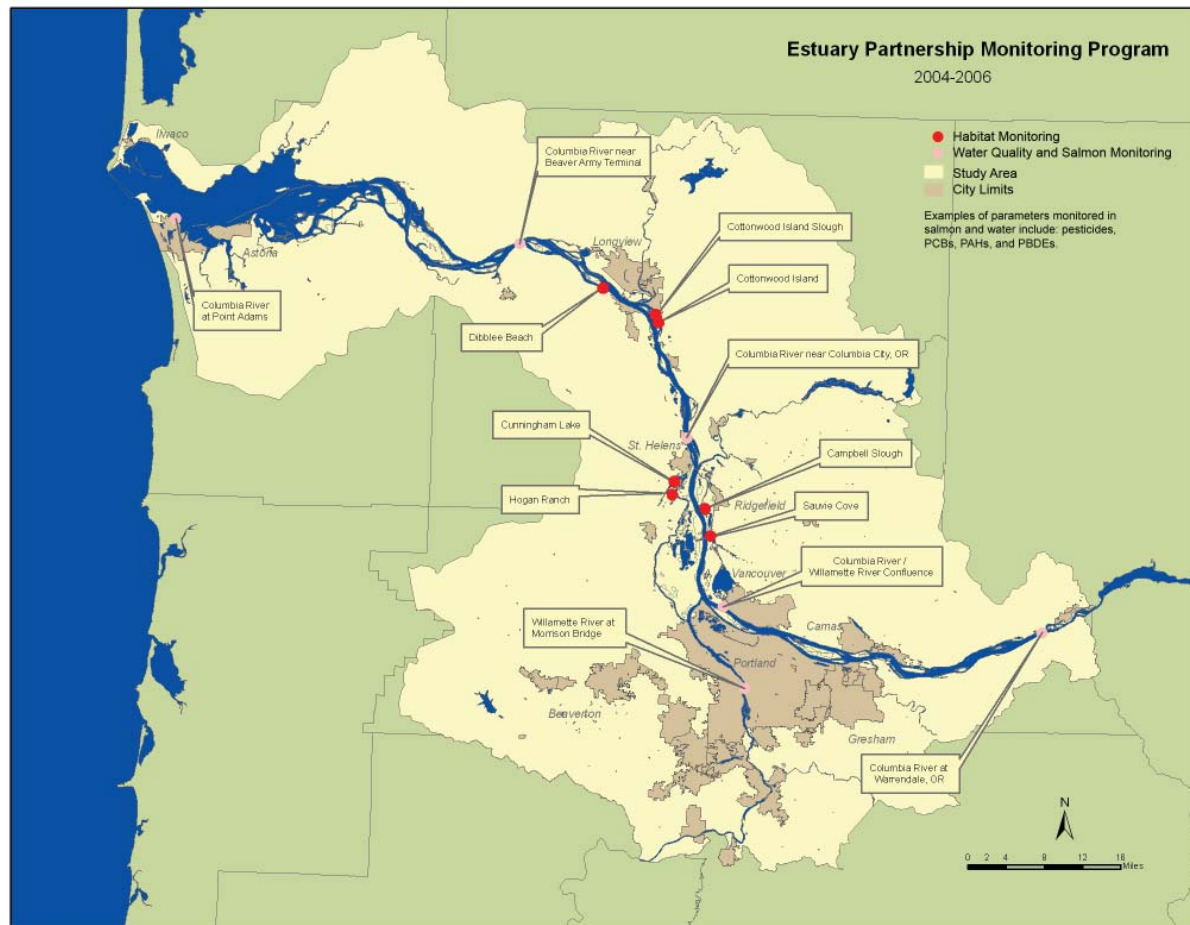 Estuary Partnership Monitoring Program
2004-2006
Habitat Monitoring
Water Quality and Salmon Monitoring
Study Area
City Limits
Examples of parameters monitored in
salmon and water include: pesticides,
PCBs, PAHs, and PBDEs.
Ilwaco
Columbia River near
Beaver Army Terminal
Cottonwood Island Slough
Longview
Astoria
Cottonwood Island
Columbia River
at Point Adams
Dibblee Beach
Columbia River near Columbia City, OR
Cunningham Lake
St. Helens
Campbell Slough
Hogan Ranch
Ridgefield
Sauvie Cove
Columbia River /
Willamette River Confluence
Vancouver
Willamette River at
Morrison Bridge
Camas
Portland
Beaverton
Gresham
Columbia River at
Warrendale, OR
N
0 2 4 8 12 16
Miles